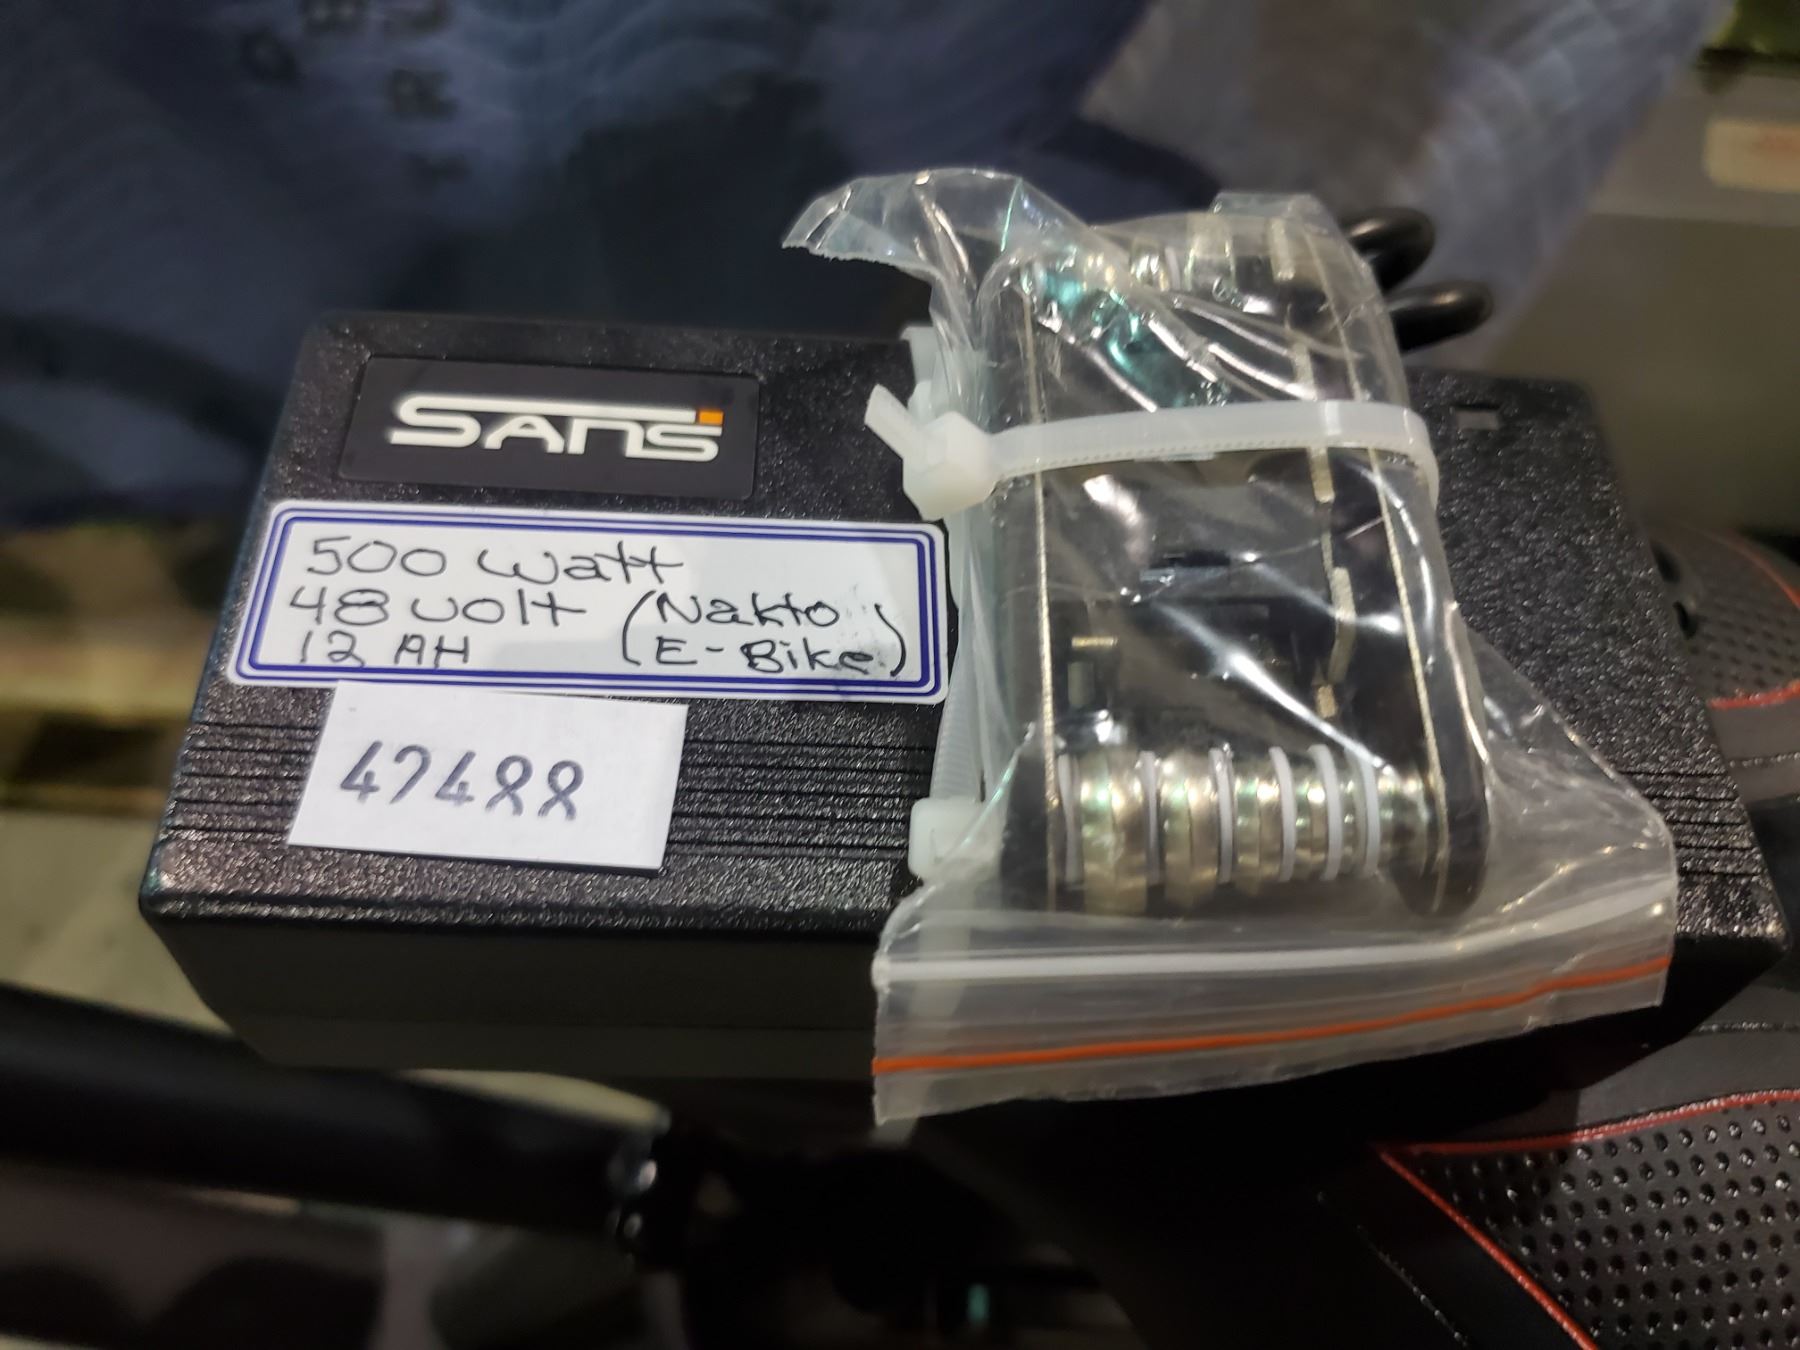 SANS
500 watt
48 volt (Nakto
12 AH E-Bike)
47488